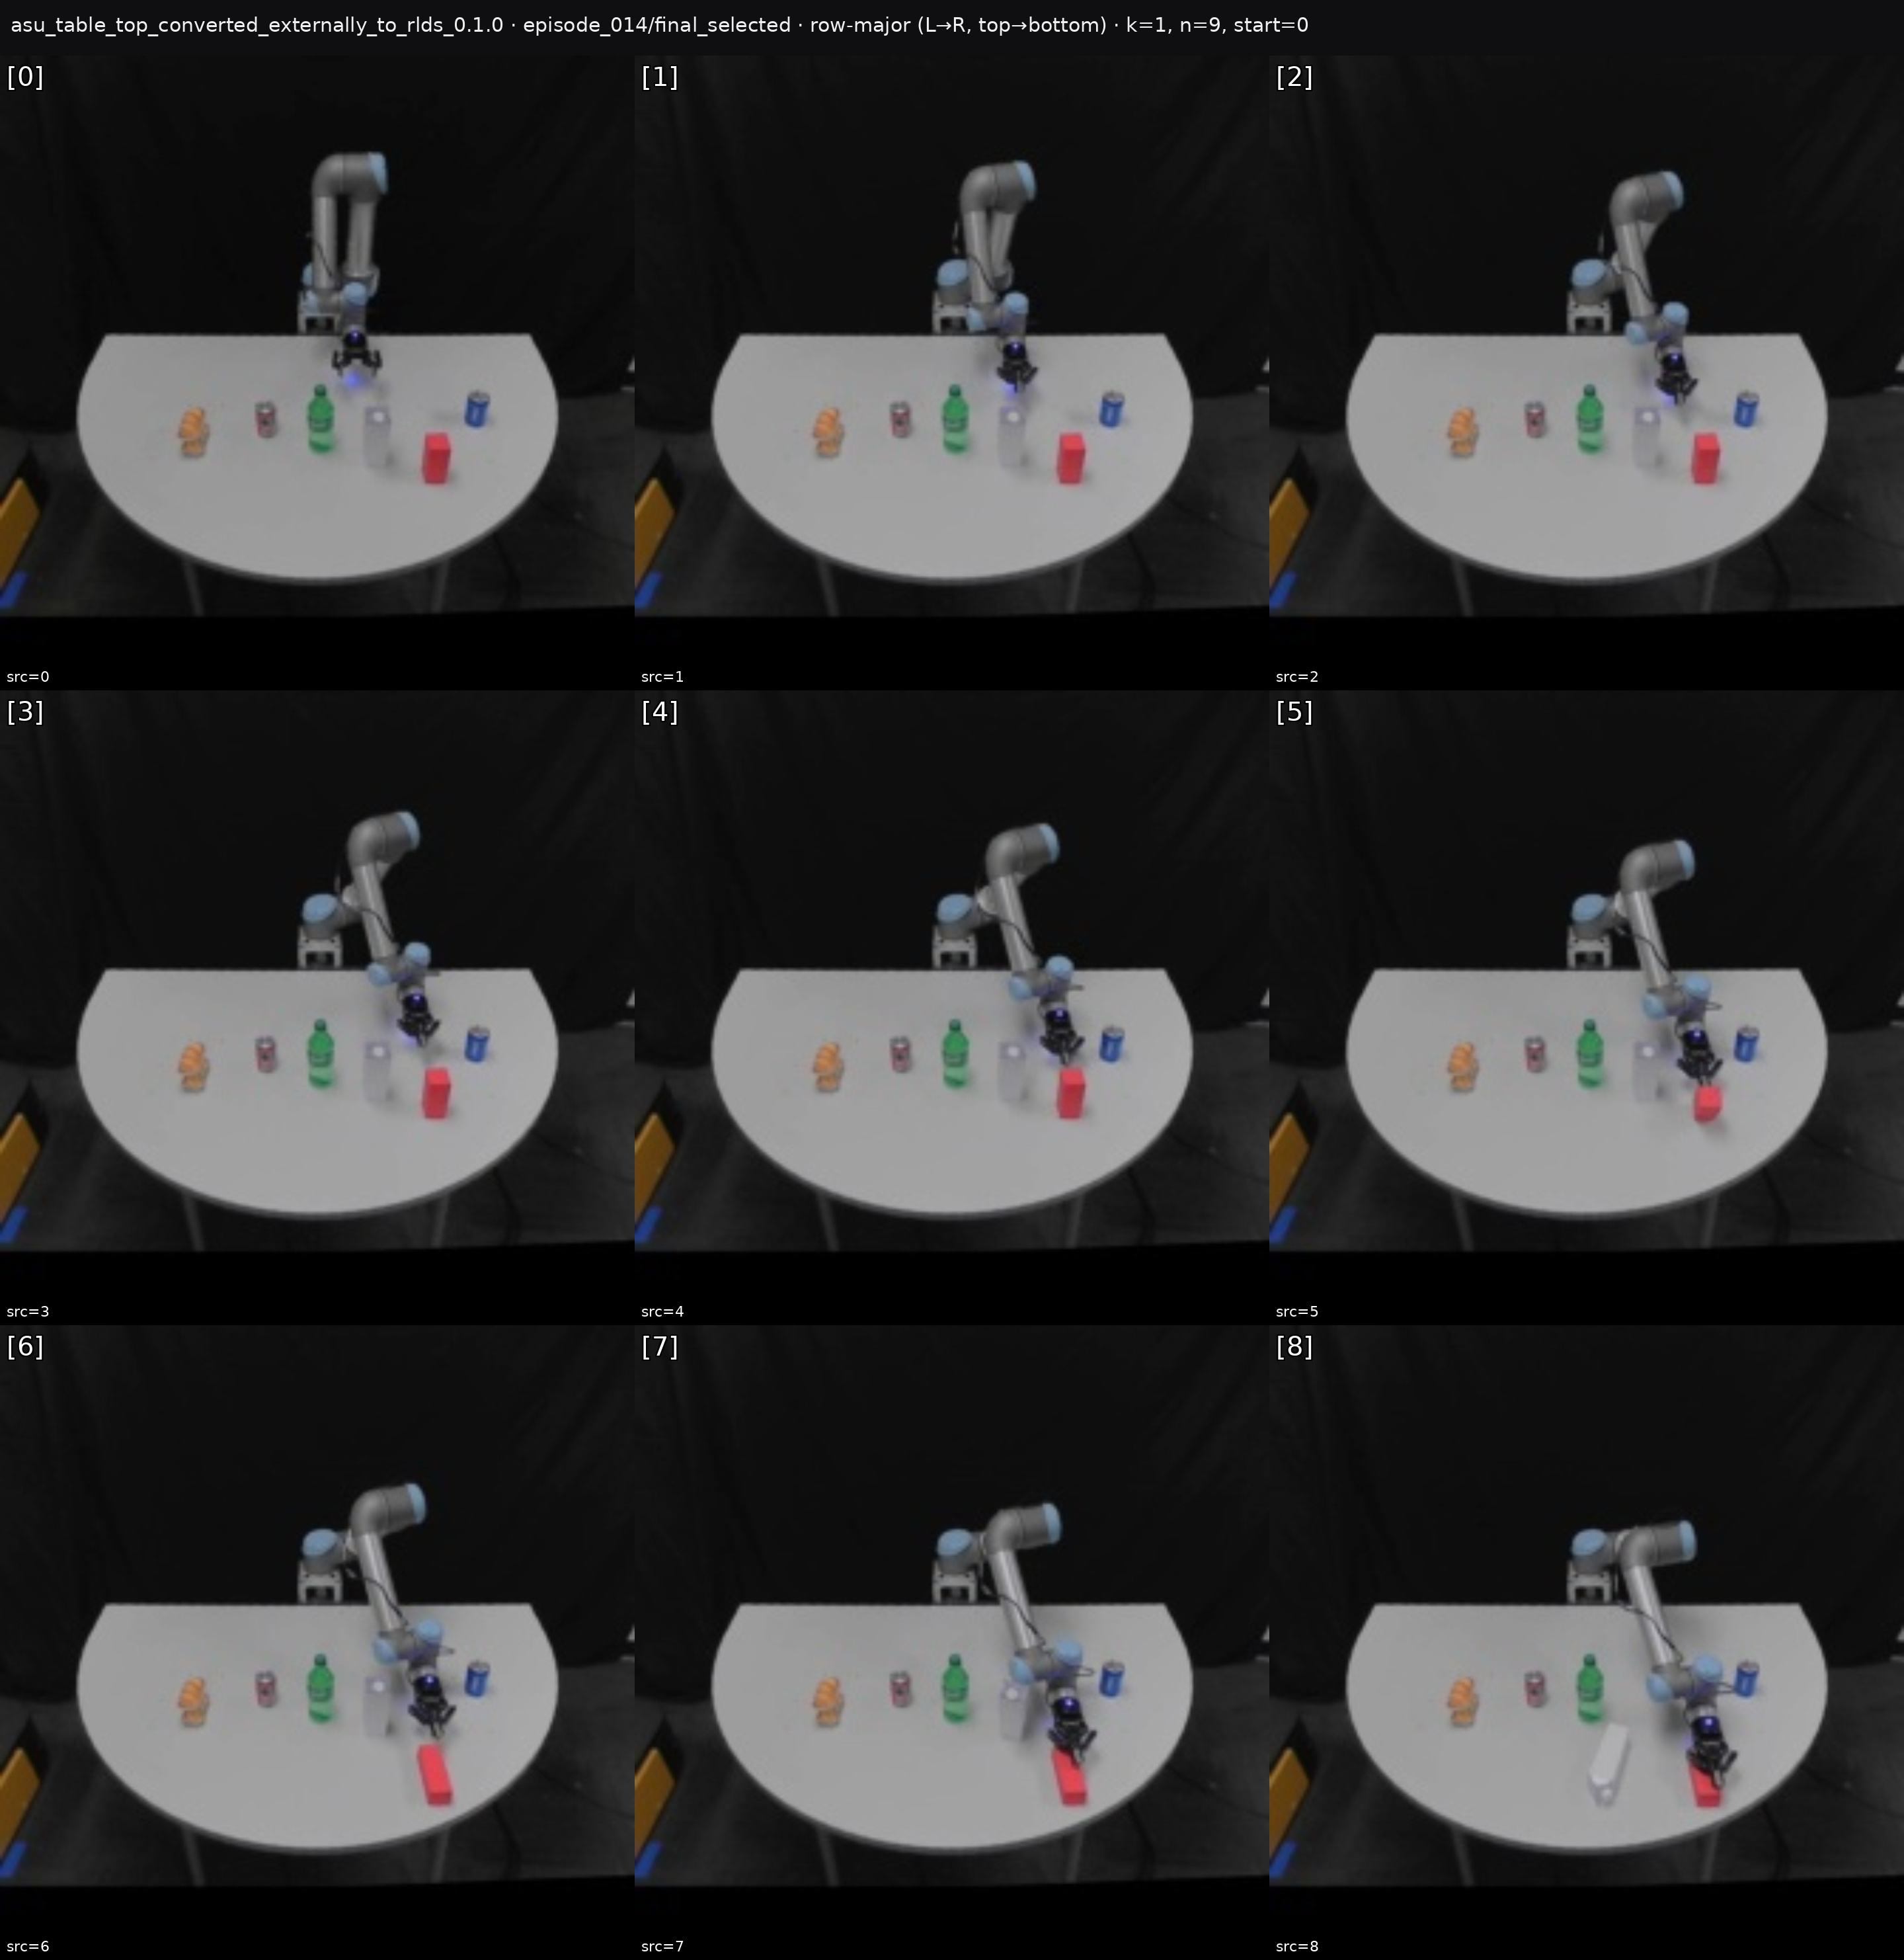 asu_table_top_converted_externally_to_rlds_0.1.0 · episode_014/final_selected · row-major (L→R, top→bottom) · k=1, n=9, start=0
[0]
[1]
[2]
src=0
src=1
src=2
[3]
[4]
[5]
src=3
src=4
src=5
[6]
[7]
[8]
src=6
src=7
src=8